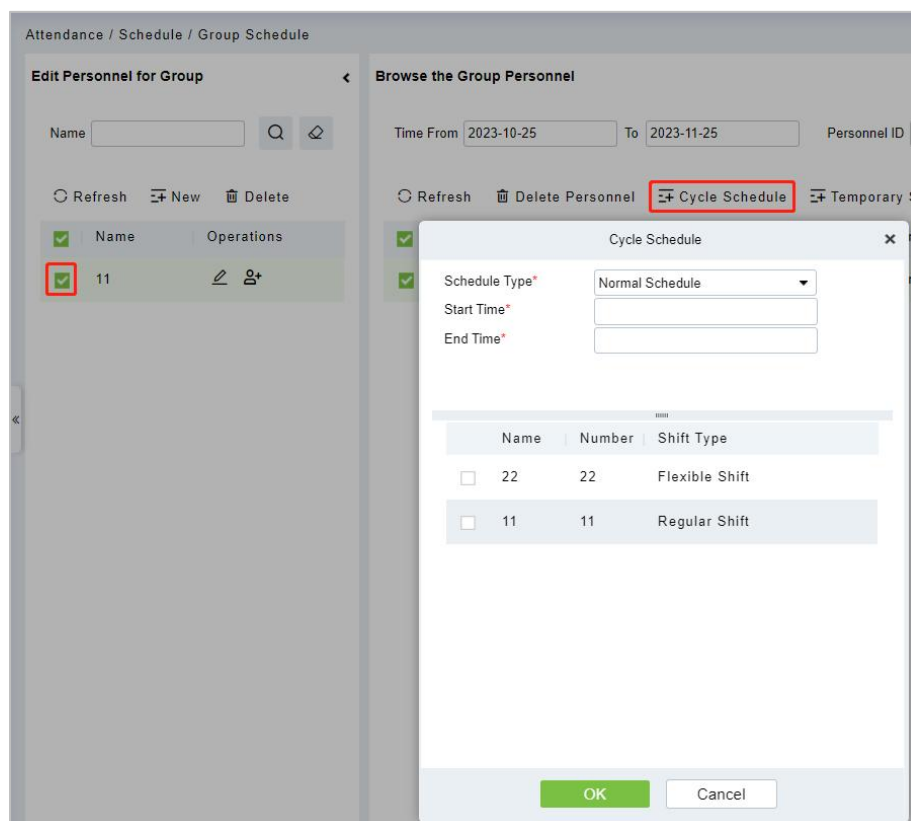 Attendance / Schedule / Group Schedule
Edit Personnel for Group
Name
Refresh New Delete
Name Operations
11
Browse the Group Personnel
Time From 2023-10-25 To 2023-11-25 Personnel ID
Refresh Delete Personnel Cycle Schedule Temporary
Cycle Schedule
Schedule Type* Normal Schedule
Start Time*
End Time*
Name Number Shift Type
22 22 Flexible Shift
11 11 Regular Shift
OK Cancel